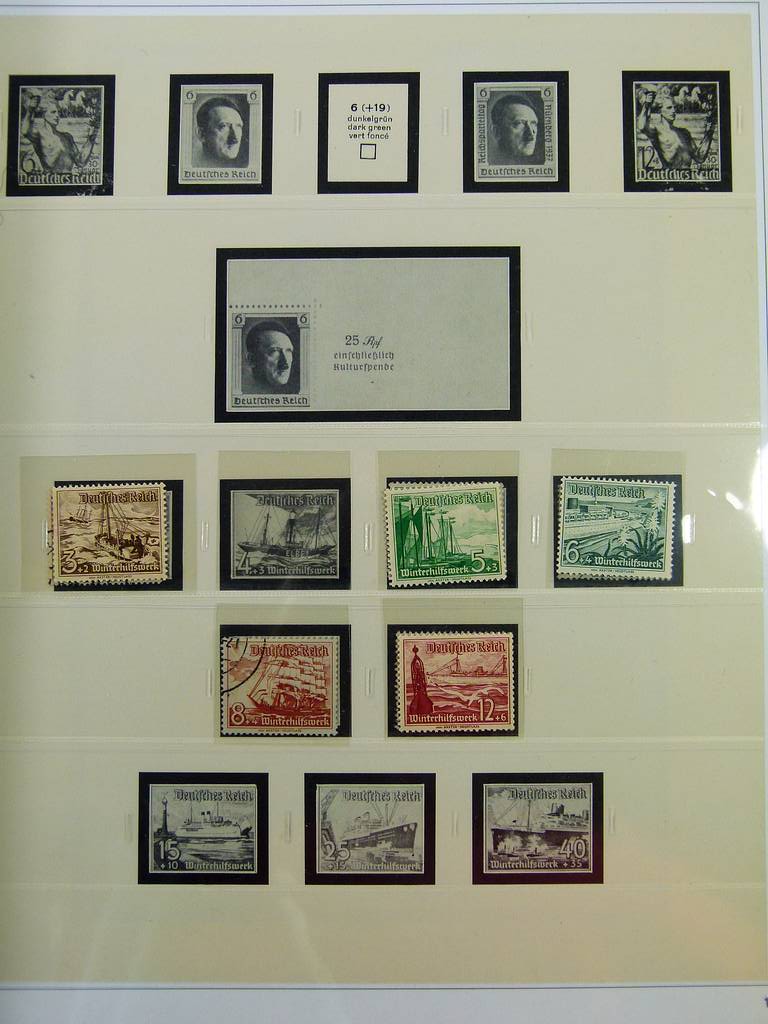 6
30
Deutsches Reich
6 6
Deutsches Reich
6 (+19)
dunkelgrün
dark green
vert foncé
6 6
Reichsparteitag
Nürnberg 1937
Deutsches Reich
12
Deutsches Reich
6 6
Deutsches Reich
25 Rpf
einschließlich
Kulturspende
Deutsches Reich
3+2 Winterhilfswerk
Deutsches Reich
ELBE
4+3 Winterhilfswerk
Deutsches Reich
5+3
Winterhilfswerk
Deutsches Reich
6+4 Winterhilfswerk
Deutsches Reich
8+4 Winterhilfswerk
Deutsches Reich
Winterhilfswerk 12+6
Deutsches Reich
15
+10 Winterhilfswerk
Deutsches Reich
25
+15 Winterhilfswerk
Deutsches Reich
40
Winterhilfswerk +35